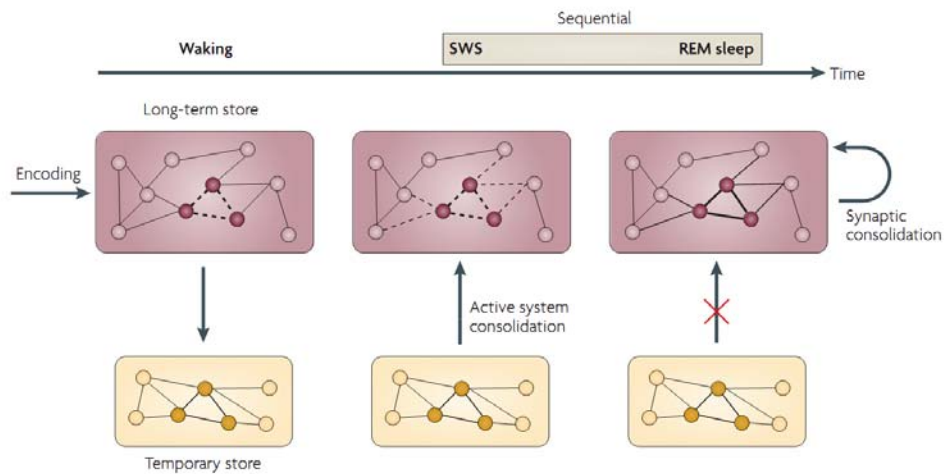 Sequential
Waking
SWS
REM sleep
Time
Long-term store
Encoding
Synaptic
consolidation
Active system
consolidation
Temporary store